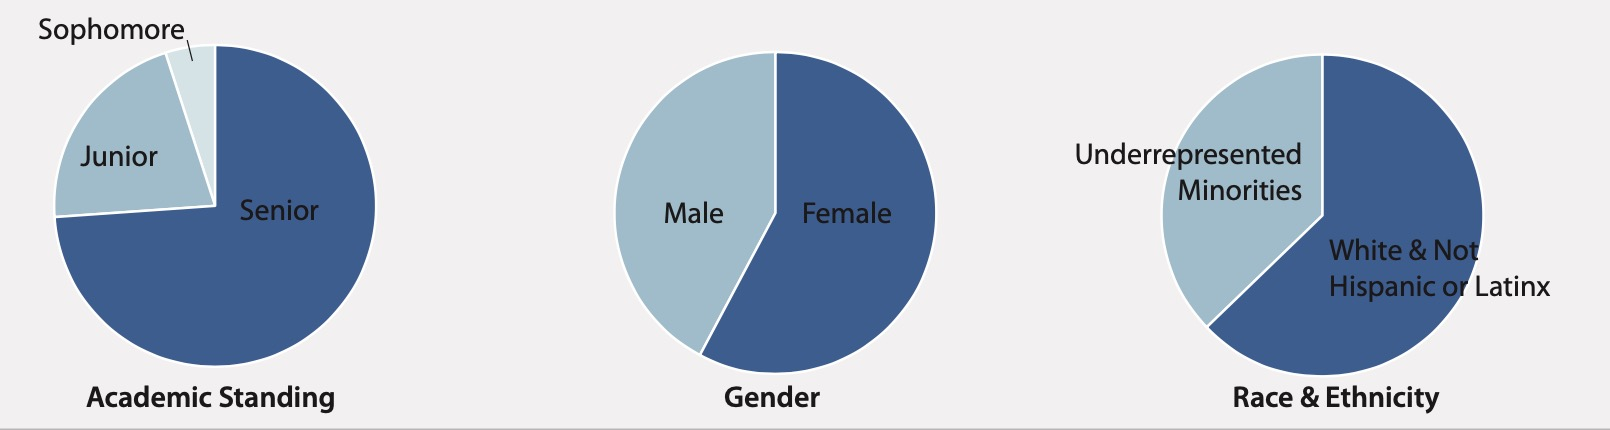 Sophomore
Junior
Senior
Academic Standing
Male
Female
Gender
Underrepresented
Minorities
White & Not
Hispanic or Latinx
Race & Ethnicity